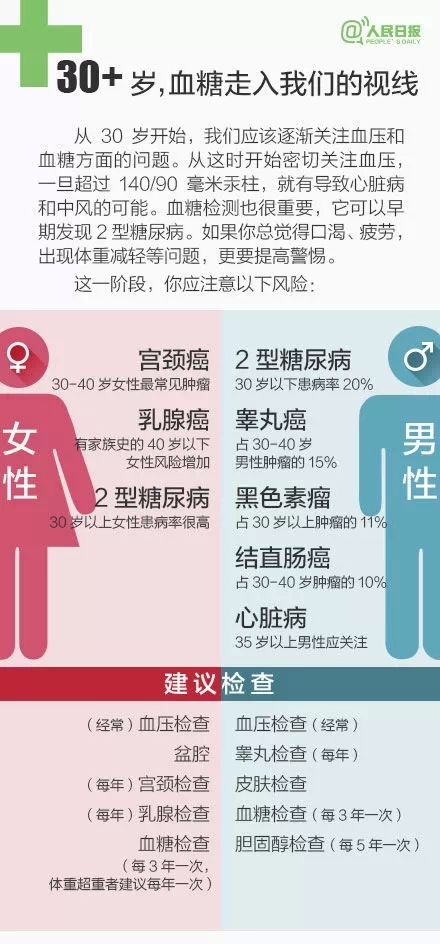 @人民日报
PEOPLE'S DAILY
30+ 岁，血糖走入我们的视线
从 30 岁开始，我们应该逐渐关注血压和
血糖方面的问题。从这时开始密切关注血压，
一旦超过 140/90 毫米汞柱，就有导致心脏病
和中风的可能。血糖检测也很重要，它可以早
期发现 2 型糖尿病。如果你总觉得口渴、疲劳，
出现体重减轻等问题，更要提高警惕。
这一阶段，你应注意以下风险：
女性
宫颈癌
30-40 岁女性最常见肿瘤
乳腺癌
有家族史的 40 岁以下
女性风险增加
2 型糖尿病
30 岁以上女性患病率很高
男性
2 型糖尿病
30 岁以下患病率 20%
睾丸癌
占 30-40 岁
男性肿瘤的 15%
黑色素瘤
占 30 岁以上肿瘤的 11%
结直肠癌
占 30-40 岁肿瘤的 10%
心脏病
35 岁以上男性应关注
建议检查
（经常）血压检查
盆腔
（每年）宫颈检查
（每年）乳腺检查
血糖检查
（每 3 年一次，
体重超重者建议每年一次）
血压检查（经常）
睾丸检查（每年）
皮肤检查
血糖检查（每 3 年一次）
胆固醇检查（每 5 年一次）